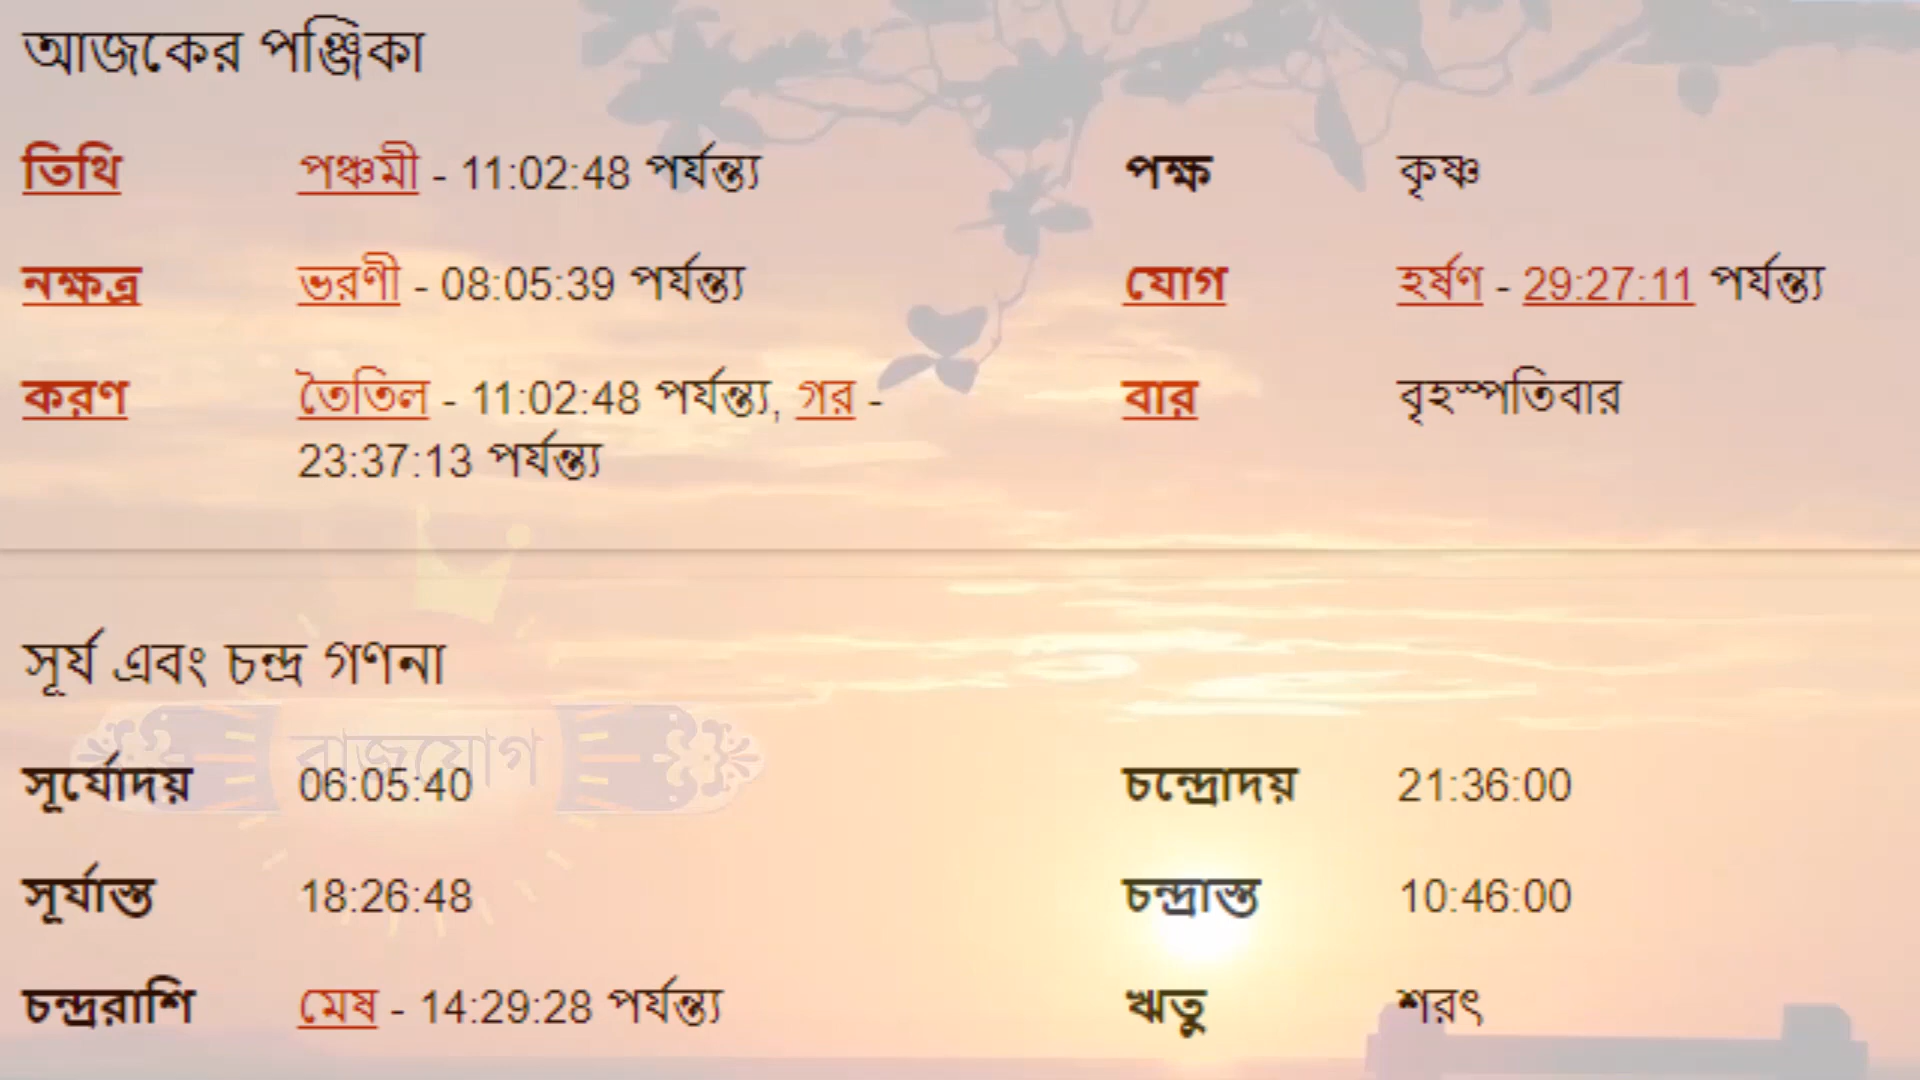 আজকের পঞ্জিকা
তিথি পঞ্চমী - 11:02:48 পর্যন্ত্য পক্ষ কৃষ্ণ
নক্ষত্র ভরণী - 08:05:39 পর্যন্ত্য যোগ হর্ষণ - 29:27:11 পর্যন্ত্য
করণ তৈতিল - 11:02:48 পর্যন্ত্য, গর - বার বৃহস্পতিবার
23:37:13 পর্যন্ত্য
সূর্য এবং চন্দ্র গণনা
রাজযোগ
সূর্যোদয় 06:05:40 চন্দ্রোদয় 21:36:00
সূর্যাস্ত 18:26:48 চন্দ্রাস্ত 10:46:00
চন্দ্ররাশি মেষ - 14:29:28 পর্যন্ত্য ঋতু শরৎ